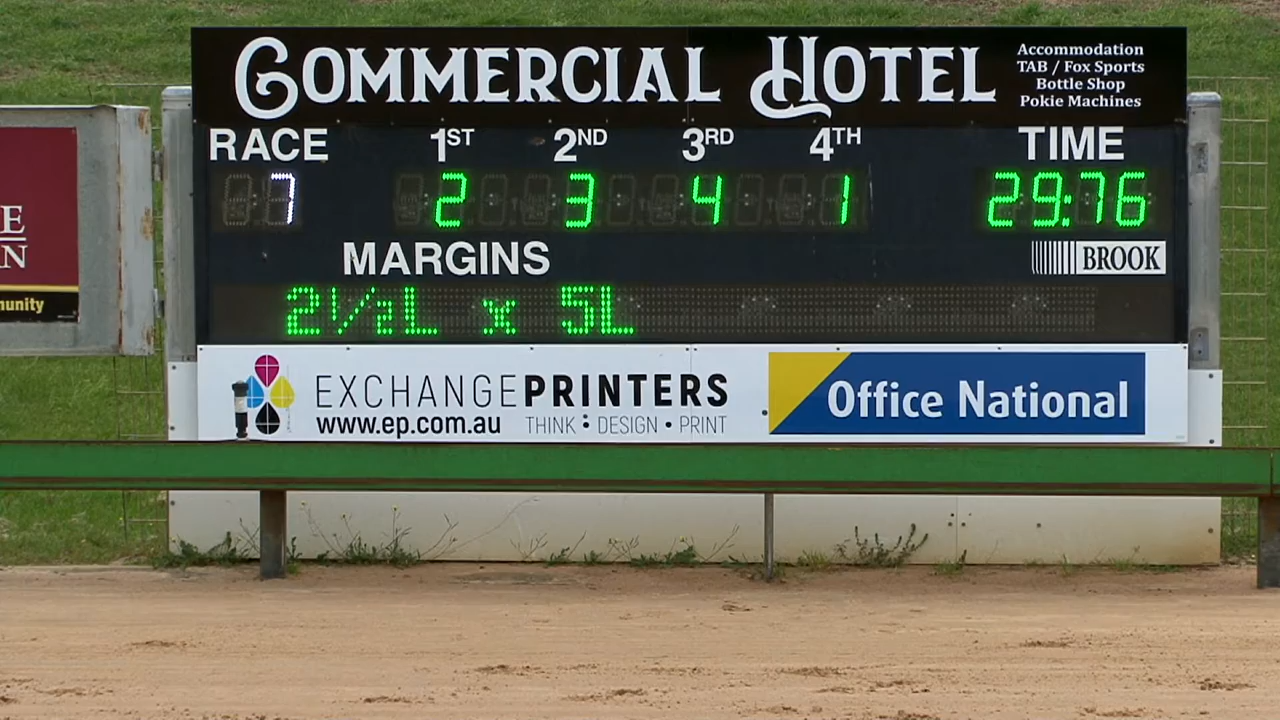 COMMERCIAL HOTEL
Accommodation
TAB / Fox Sports
Bottle Shop
Pokie Machines
RACE 1ST 2ND 3RD 4TH TIME
7 2 3 4 1 29:76
MARGINS
BROOK
2½L x 5L
EXCHANGEPRINTERS
www.ep.com.au THINK : DESIGN • PRINT
Office National